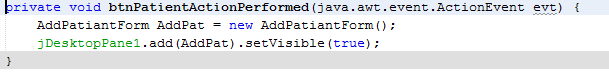 private void btnPatientActionPerformed(java.awt.event.ActionEvent evt) {
AddPatiantForm AddPat = new AddPatiantForm();
jDesktopPane1.add(AddPat).setVisible(true);
}